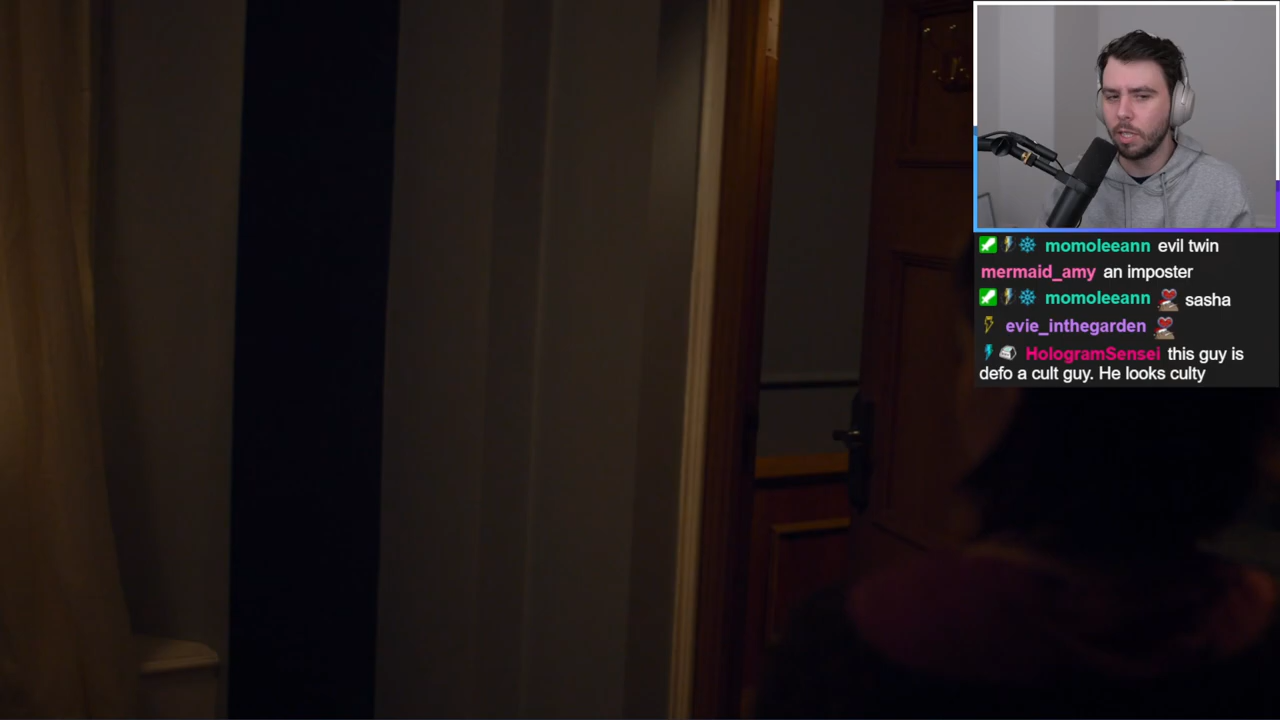 momoleeann evil twin
mermaid_amy an imposter
momoleeann sasha
evie_inthegarden
HologramSensei this guy is
defo a cult guy. He looks culty